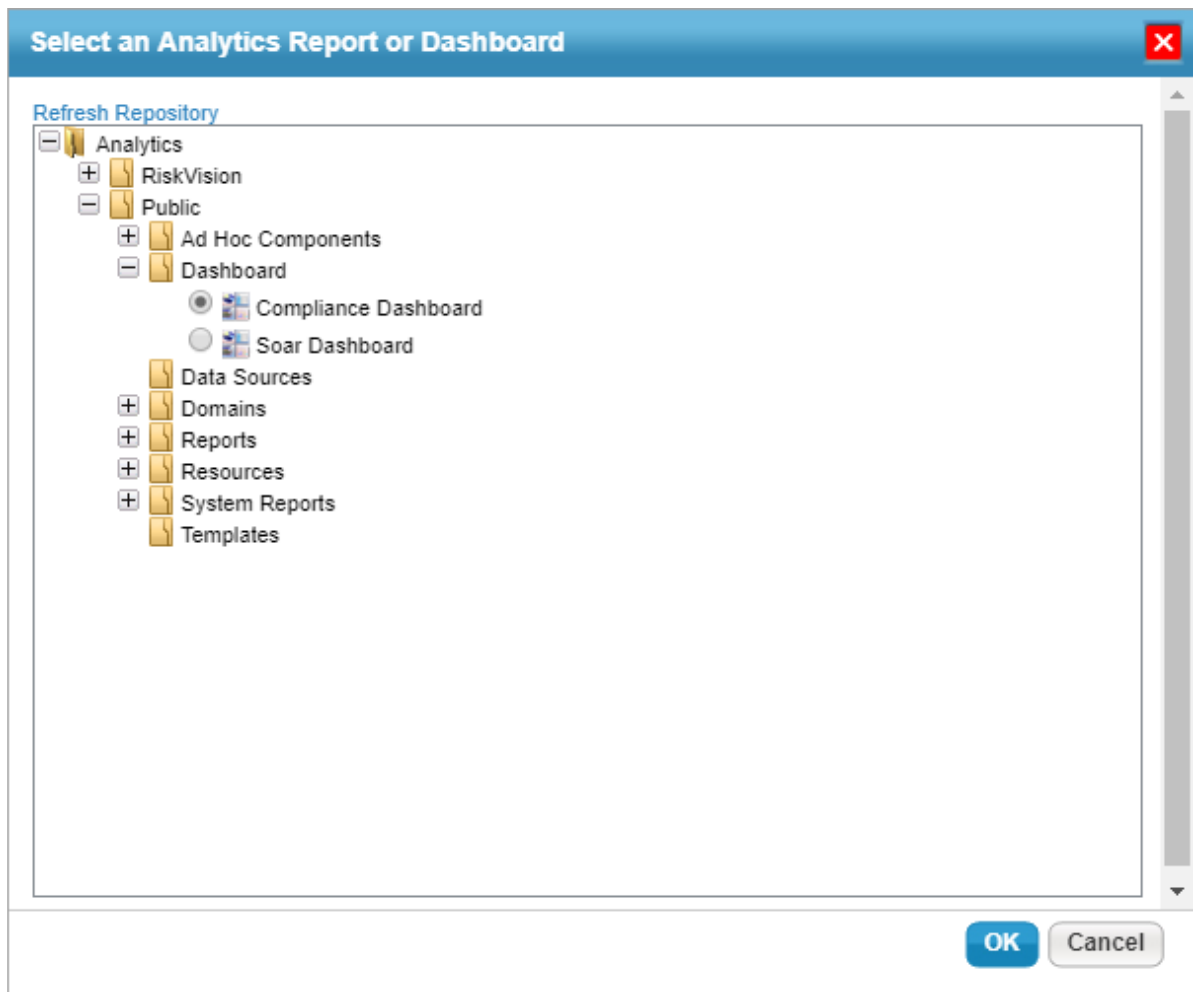 Select an Analytics Report or Dashboard
Refresh Repository
Analytics
RiskVision
Public
Ad Hoc Components
Dashboard
Compliance Dashboard
Soar Dashboard
Data Sources
Domains
Reports
Resources
System Reports
Templates
OK Cancel